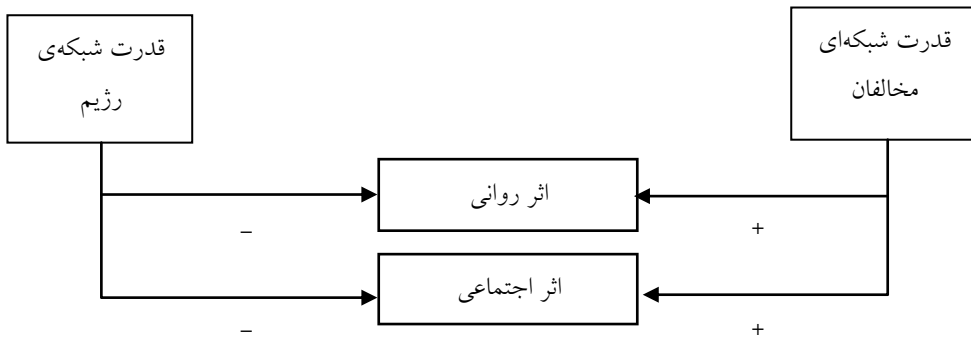 قدرت شبکه‌ای
مخالفان
قدرت شبکه‌ی
رژیم
اثر روانی
+
–
اثر اجتماعی
+
–